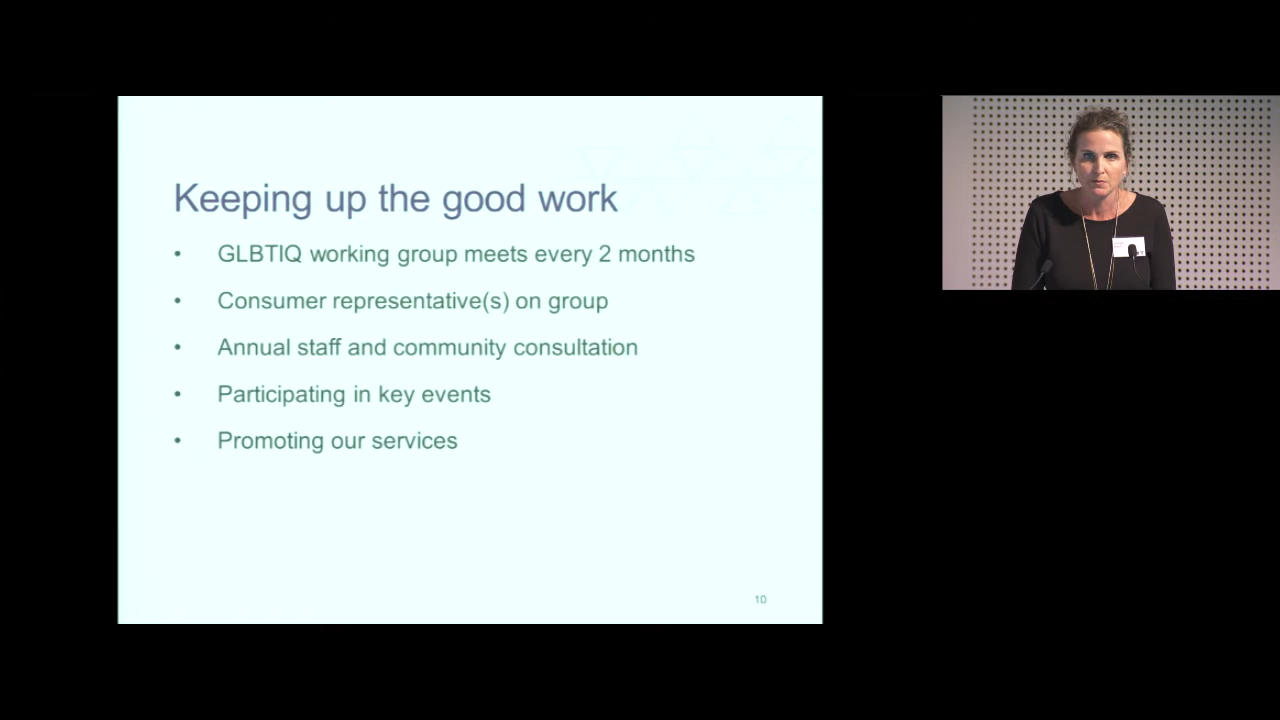 Keeping up the good work
• GLBTIQ working group meets every 2 months
• Consumer representative(s) on group
• Annual staff and community consultation
• Participating in key events
• Promoting our services
10